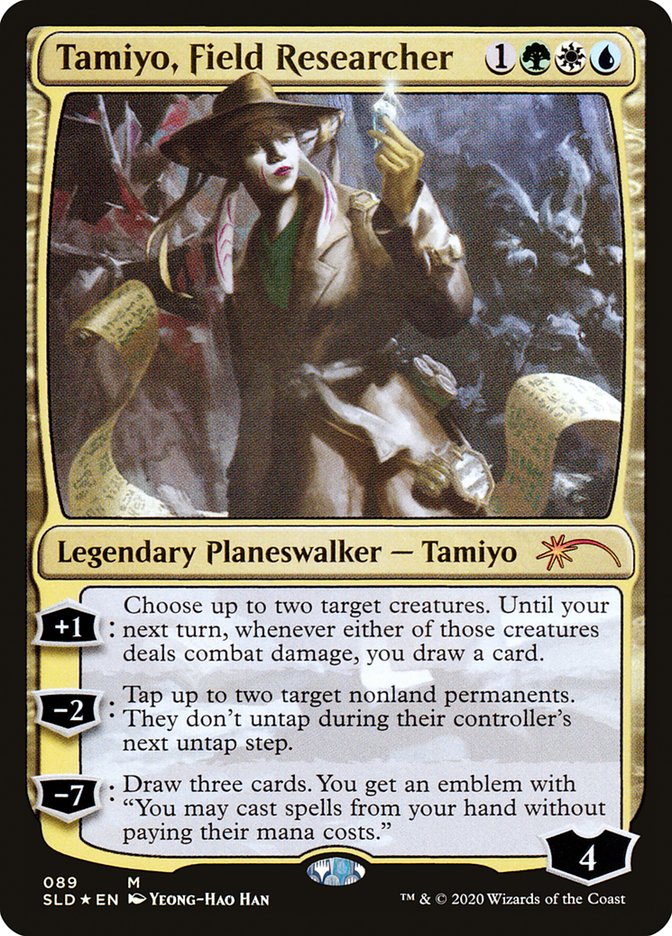 Tamiyo, Field Researcher 1
Legendary Planeswalker — Tamiyo
+1 : Choose up to two target creatures. Until your
next turn, whenever either of those creatures
deals combat damage, you draw a card.
-2 : Tap up to two target nonland permanents.
They don’t untap during their controller’s
next untap step.
-7 : Draw three cards. You get an emblem with
“You may cast spells from your hand without
paying their mana costs.”
4
089 M
SLD ★ EN Yeong-Hao Han
™ & © 2020 Wizards of the Coast